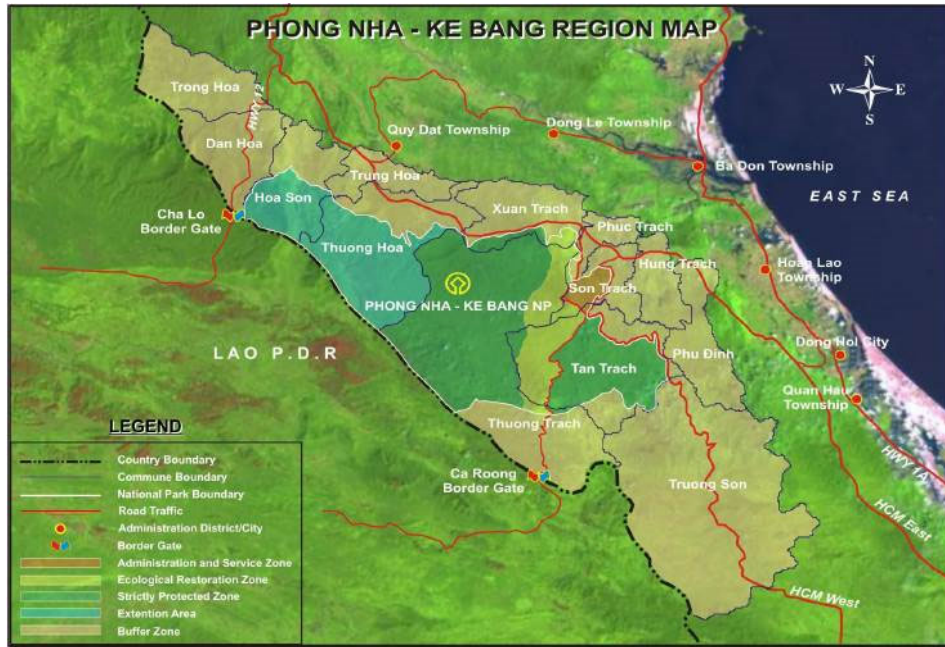 PHONG NHA - KE BANG REGION MAP
N
W
E
S
Trong Hoa
HWY 12
Dan Hoa
Quy Dat Township
Dong Le Township
Ba Don Township
Trung Hoa
Hoa Son
Xuan Trach
EAST SEA
Cha Lo
Border Gate
Phuc Trach
Thuong Hoa
Hung Trach
Hoan Lao
Township
Son Trach
PHONG NHA - KE BANG NP
LAO P.D.R
Dong Hoi City
Phu Dinh
Tan Trach
Quan Hau
Township
Thuong Trach
HWY 1A
Ca Roong
Border Gate
Truong Son
HCM East
HCM West
LEGEND
Country Boundary
Commune Boundary
National Park Boundary
Road Traffic
Administration District/City
Border Gate
Administration and Service Zone
Ecological Restoration Zone
Strictly Protected Zone
Extention Area
Buffer Zone